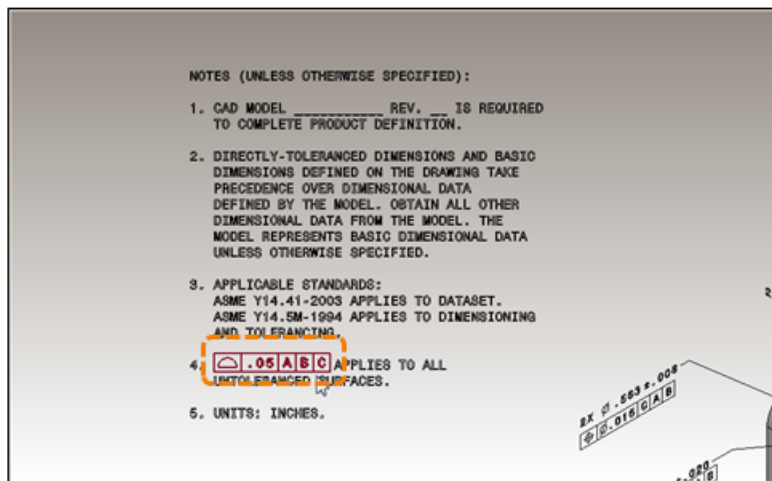 NOTES (UNLESS OTHERWISE SPECIFIED):
1. CAD MODEL ___________ REV. __ IS REQUIRED
TO COMPLETE PRODUCT DEFINITION.
2. DIRECTLY-TOLERANCED DIMENSIONS AND BASIC
DIMENSIONS DEFINED ON THE DRAWING TAKE
PRECEDENCE OVER DIMENSIONAL DATA
DEFINED BY THE MODEL. OBTAIN ALL OTHER
DIMENSIONAL DATA FROM THE MODEL. THE
MODEL REPRESENTS BASIC DIMENSIONAL DATA
UNLESS OTHERWISE SPECIFIED.
3. APPLICABLE STANDARDS:
ASME Y14.41-2003 APPLIES TO DATASET.
ASME Y14.5M-1994 APPLIES TO DIMENSIONING
AND TOLERANCING.
4. ⌓ .05 A B C APPLIES TO ALL
UNTOLERANCED SURFACES.
5. UNITS: INCHES.
2X ∅.563±.008
⌖ ∅.015 C A B
.020